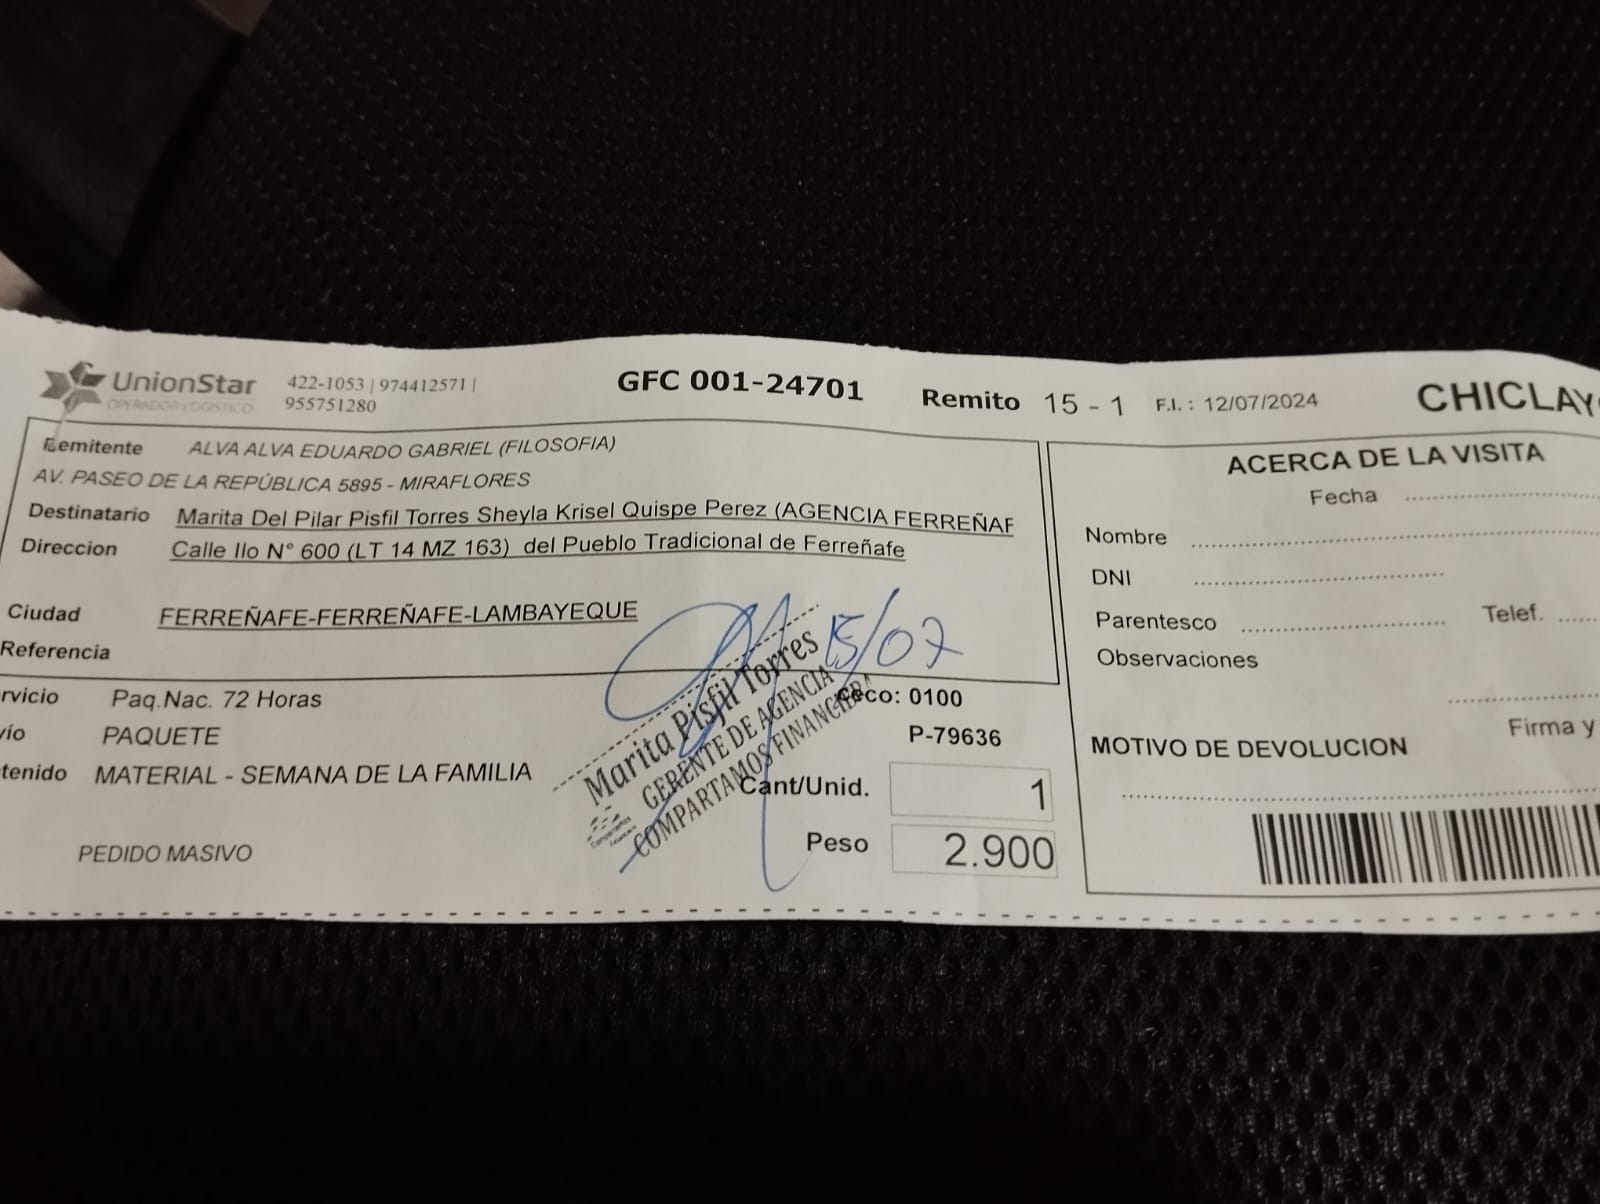 UnionStar
OPERADOR LOGISTICO
422-1053 | 974412571 |
955751280
GFC 001-24701
Remito 15 - 1 F.I. : 12/07/2024
CHICLAYO
Remitente ALVA ALVA EDUARDO GABRIEL (FILOSOFIA)
AV. PASEO DE LA REPÚBLICA 5895 - MIRAFLORES
Destinatario Marita Del Pilar Pisfil Torres Sheyla Krisel Quispe Perez (AGENCIA FERREÑAF
Direccion Calle Ilo N° 600 (LT 14 MZ 163) del Pueblo Tradicional de Ferreñafe
Ciudad FERREÑAFE-FERREÑAFE-LAMBAYEQUE
Referencia
rvicio Paq.Nac. 72 Horas
vío PAQUETE
tenido MATERIAL - SEMANA DE LA FAMILIA
PEDIDO MASIVO
15/07
Marita Pisfil Torres
GERENTE DE AGENCIA
COMPARTAMOS FINANCIERA
Compartamos
Financiera
Ceco: 0100
P-79636
Cant/Unid. 1
Peso 2.900
ACERCA DE LA VISITA
Fecha
Nombre
DNI
Parentesco Telef.
Observaciones
Firma y
MOTIVO DE DEVOLUCION